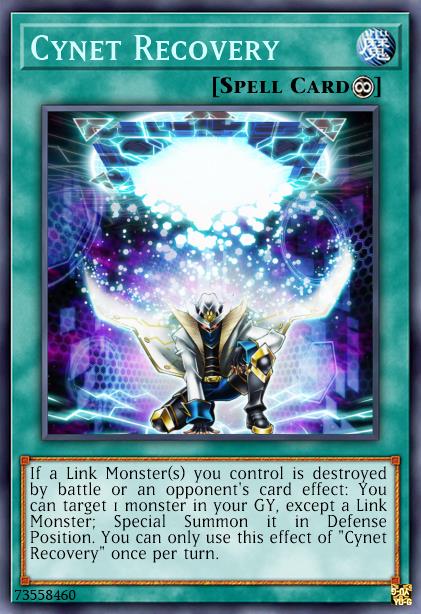 Cynet Recovery
魔
[Spell Card]
If a Link Monster(s) you control is destroyed
by battle or an opponent's card effect: You
can target 1 monster in your GY, except a Link
Monster; Special Summon it in Defense
Position. You can only use this effect of "Cynet
Recovery" once per turn.
73558460